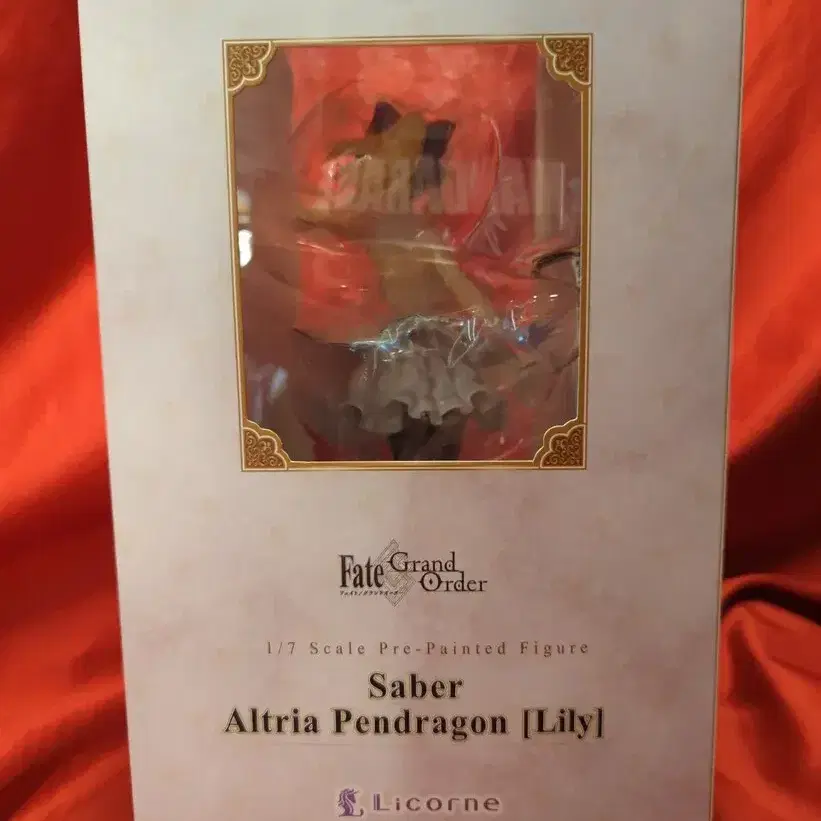 Fate Grand Order
ファイト/グランドオーダー
1/7 Scale Pre-Painted Figure
Saber
Altria Pendragon [Lily]
Licorne